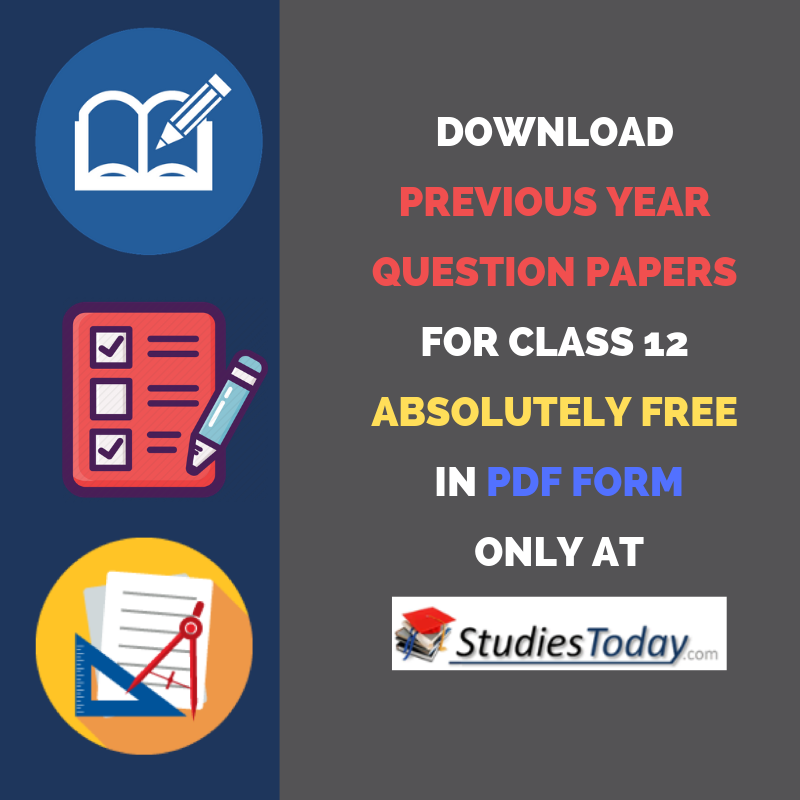 DOWNLOAD
PREVIOUS YEAR
QUESTION PAPERS
FOR CLASS 12
ABSOLUTELY FREE
IN PDF FORM
ONLY AT
StudiesToday.com